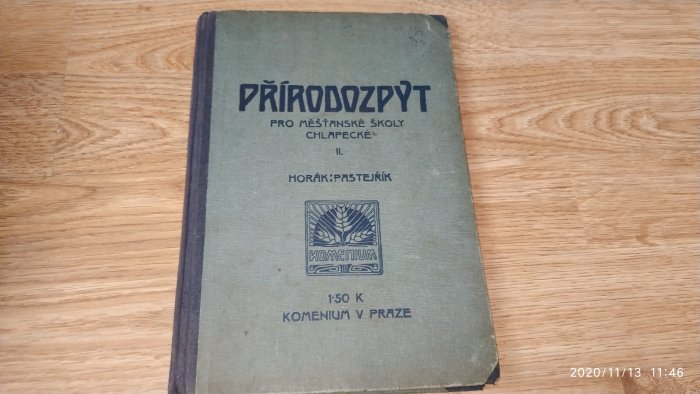 PŘÍRODOZPYT
PRO MĚŠŤANSKÉ ŠKOLY
CHLAPECKÉ
II.
HORÁK:PASTEJŘÍK
KOMENIUM
1·50 K
KOMENIUM V PRAZE
2020/11/13 11:46